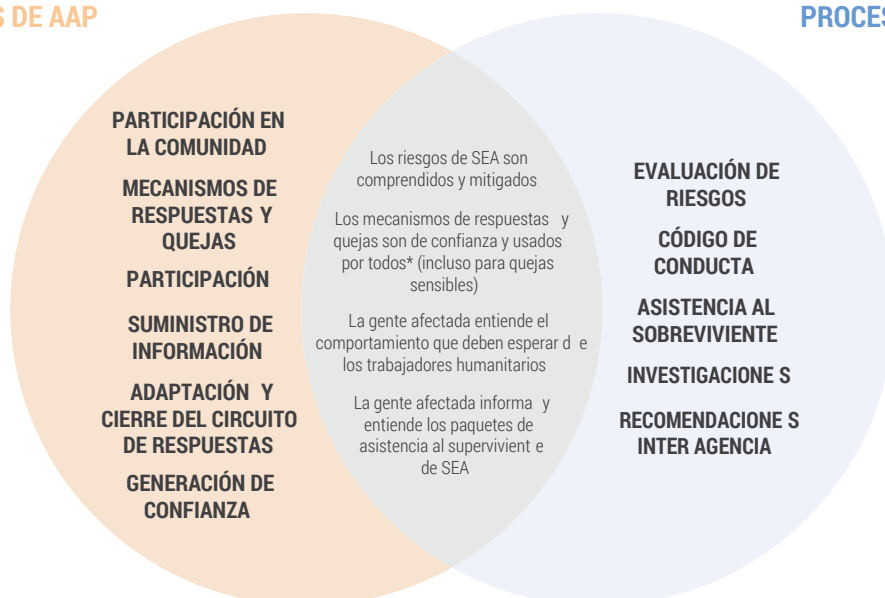 S DE AAP
PROCES
PARTICIPACIÓN EN
LA COMUNIDAD
MECANISMOS DE
RESPUESTAS Y
QUEJAS
PARTICIPACIÓN
SUMINISTRO DE
INFORMACIÓN
ADAPTACIÓN Y
CIERRE DEL CIRCUITO
DE RESPUESTAS
GENERACIÓN DE
CONFIANZA
Los riesgos de SEA son
comprendidos y mitigados
Los mecanismos de respuestas y
quejas son de confianza y usados
por todos* (incluso para quejas
sensibles)
La gente afectada entiende el
comportamiento que deben esperar d e
los trabajadores humanitarios
La gente afectada informa y
entiende los paquetes de
asistencia al supervivient e
de SEA
EVALUACIÓN DE
RIESGOS
CÓDIGO DE
CONDUCTA
ASISTENCIA AL
SOBREVIVIENTE
INVESTIGACIONE S
RECOMENDACIONE S
INTER AGENCIA